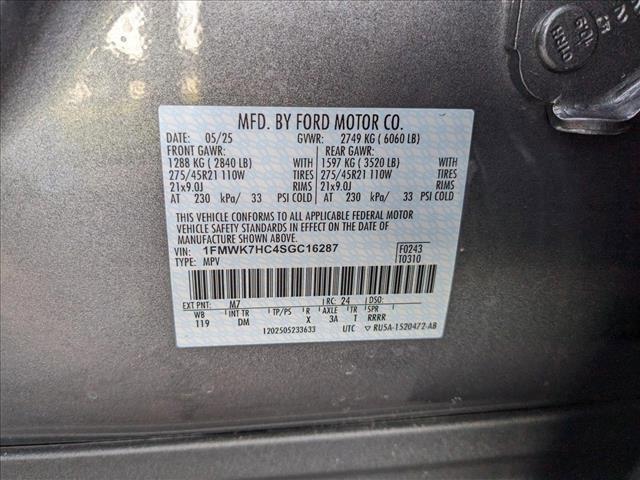 MFD. BY FORD MOTOR CO.
DATE: 05/25 GVWR: 2749 KG ( 6060 LB)
FRONT GAWR: REAR GAWR:
1288 KG ( 2840 LB) WITH 1597 KG ( 3520 LB) WITH
275/45R21 110W TIRES 275/45R21 110W TIRES
21x9.0J RIMS 21x9.0J RIMS
AT 230 kPa/ 33 PSI COLD AT 230 kPa/ 33 PSI COLD
THIS VEHICLE CONFORMS TO ALL APPLICABLE FEDERAL MOTOR
VEHICLE SAFETY STANDARDS IN EFFECT ON THE DATE OF
MANUFACTURE SHOWN ABOVE.
VIN: 1FMWK7HC4SGC16287 F0243
TYPE: MPV T0310
EXT PNT: M7 RC: 24 DSO:
WB INT TR TP/PS R AXLE TR SPR
119 DM X 3A T RRRR
1202505233633 UTC ▽ RU5A-1520472-AB